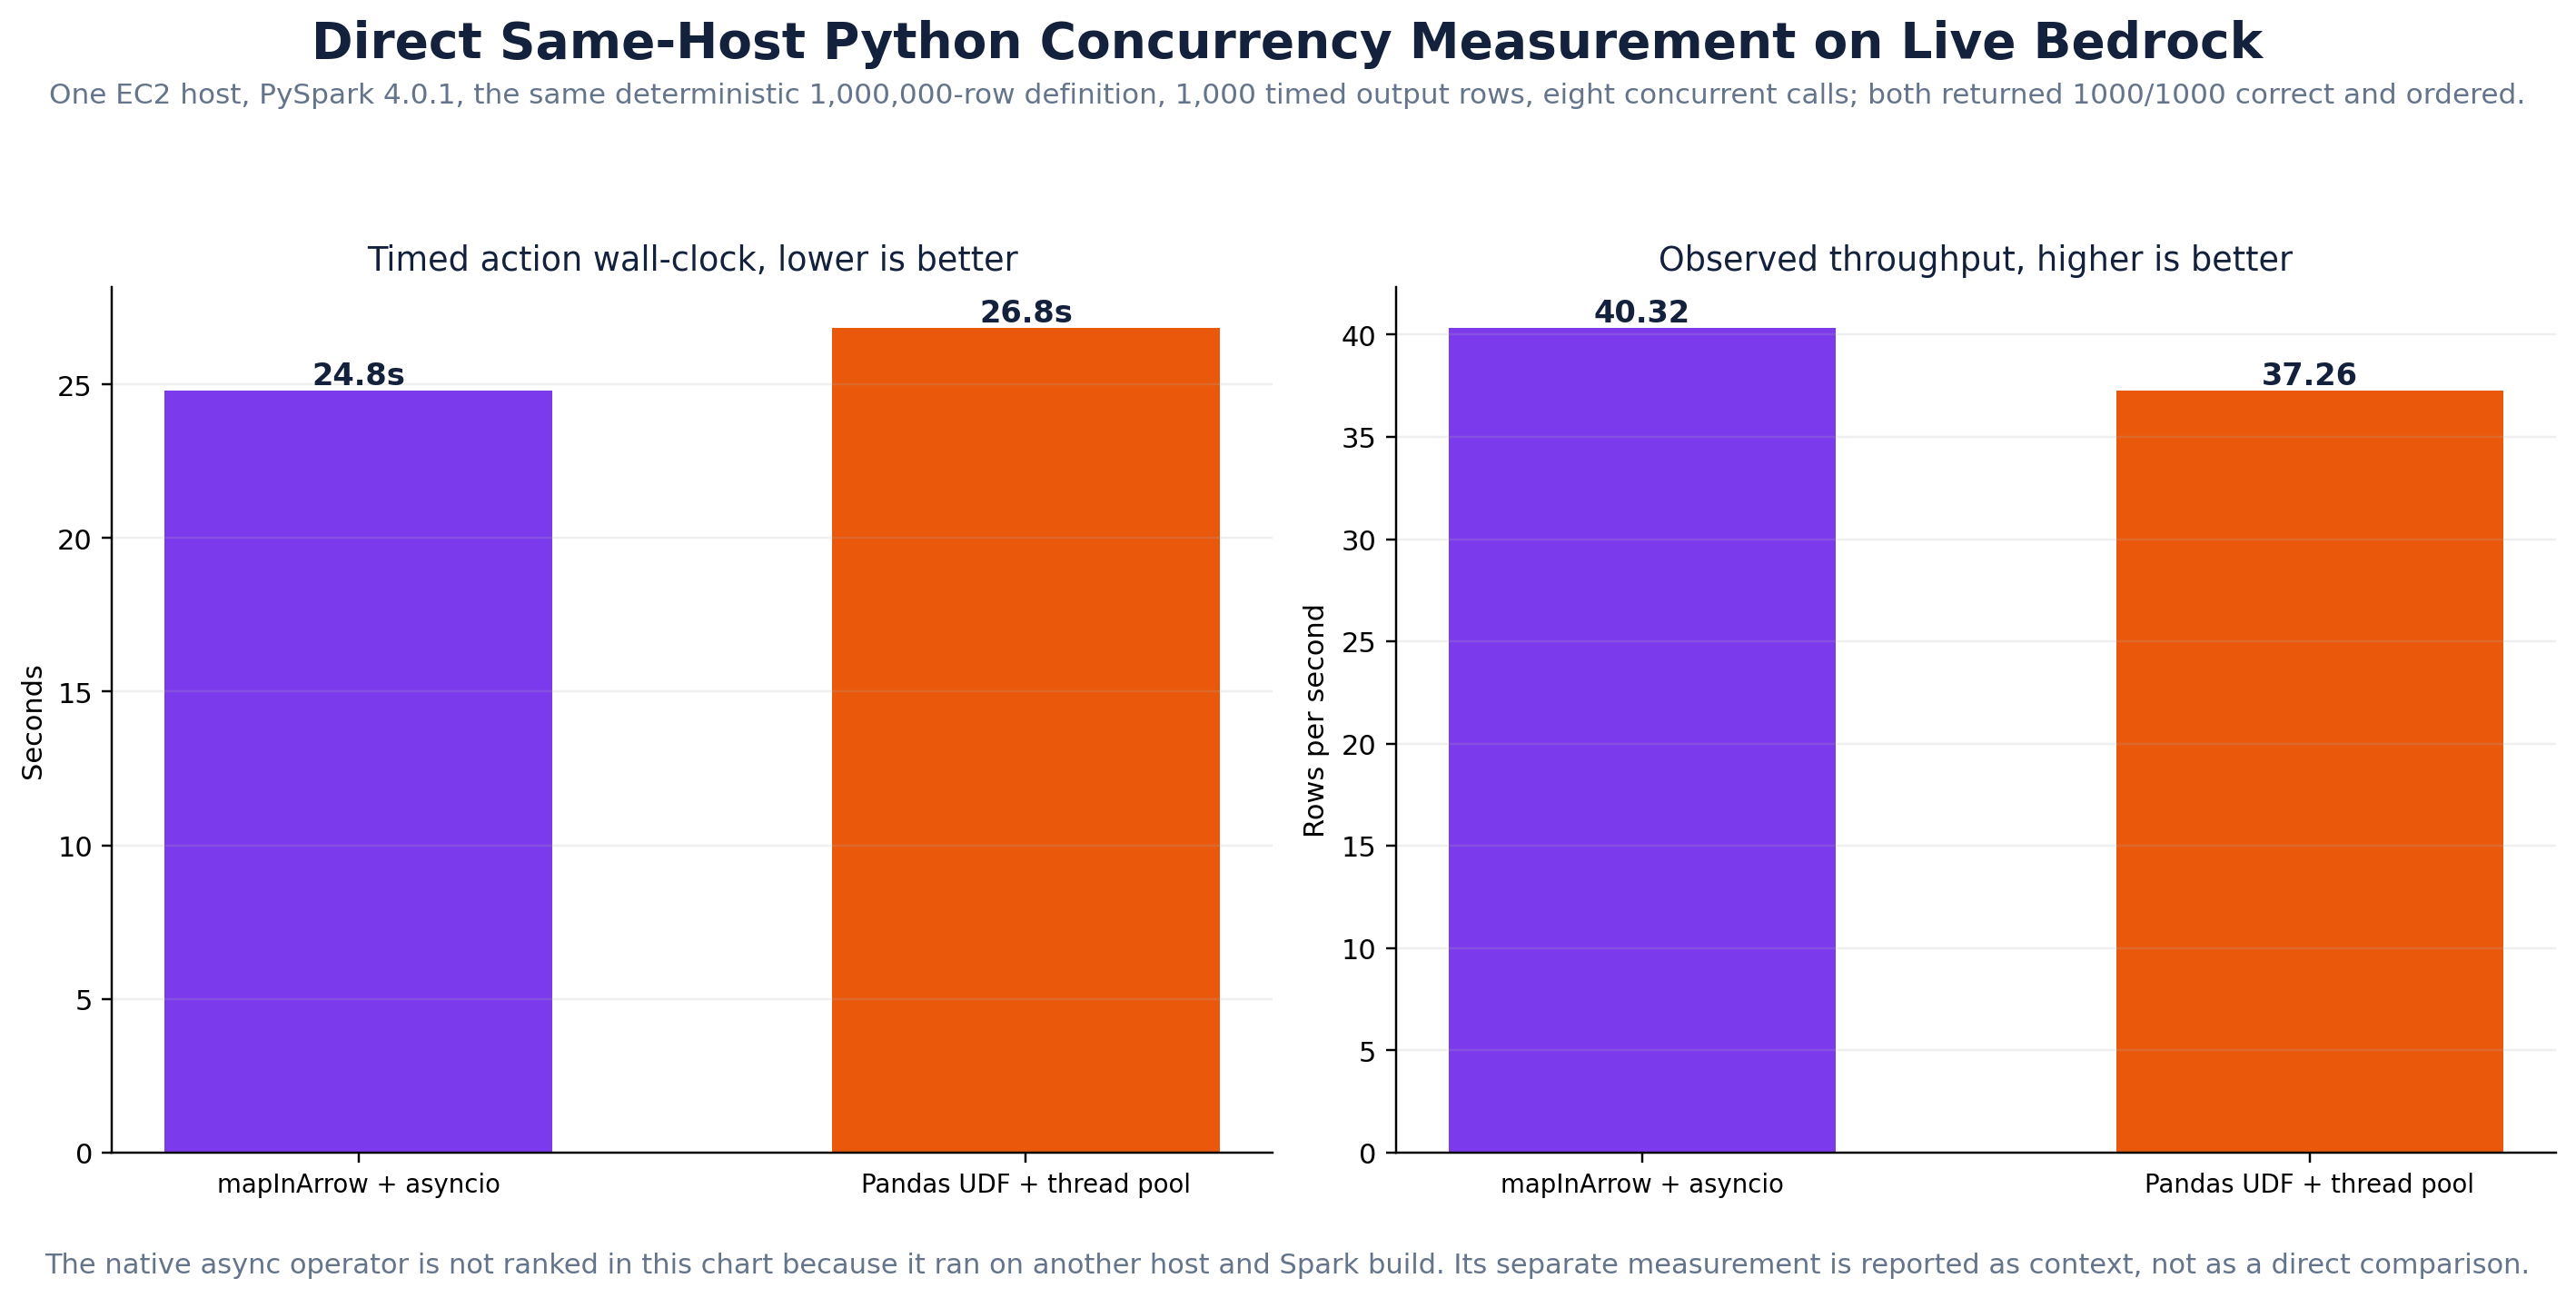 Direct Same-Host Python Concurrency Measurement on Live Bedrock
One EC2 host, PySpark 4.0.1, the same deterministic 1,000,000-row definition, 1,000 timed output rows, eight concurrent calls; both returned 1000/1000 correct and ordered.
Timed action wall-clock, lower is better
24.8s
26.8s
25
20
15
10
5
0
Seconds
mapInArrow + asyncio
Pandas UDF + thread pool
Observed throughput, higher is better
40.32
37.26
40
35
30
25
20
15
10
5
0
Rows per second
mapInArrow + asyncio
Pandas UDF + thread pool
The native async operator is not ranked in this chart because it ran on another host and Spark build. Its separate measurement is reported as context, not as a direct comparison.